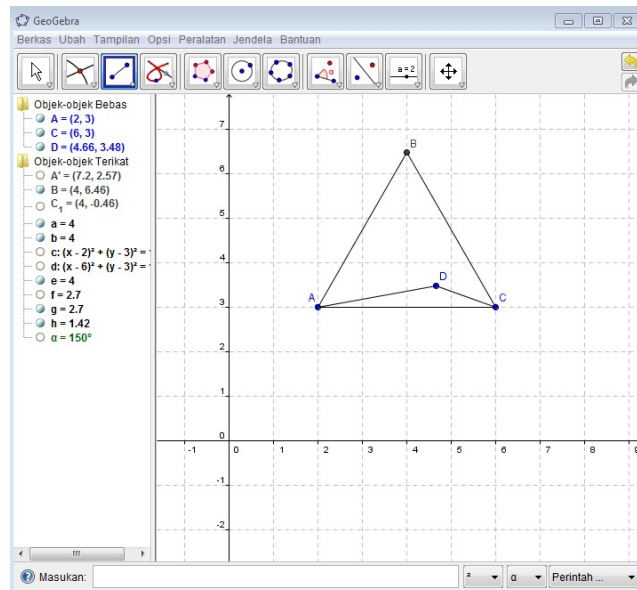 GeoGebra
Berkas Ubah Tampilan Opsi Peralatan Jendela Bantuan
a = 2
Objek-objek Bebas
A = (2, 3)
C = (6, 3)
D = (4.66, 3.48)
Objek-objek Terikat
A' = (7.2, 2.57)
B = (4, 6.46)
C₁ = (4, -0.46)
a = 4
b = 4
c: (x - 2)² + (y - 3)² =
d: (x - 6)² + (y - 3)² =
e = 4
f = 2.7
g = 2.7
h = 1.42
α = 150°
7
6
5
4
3
2
1
0
-1
-2
-1 0 1 2 3 4 5 6 7 8 9
B
D
A
C
α
Masukan:
² α Perintah ...